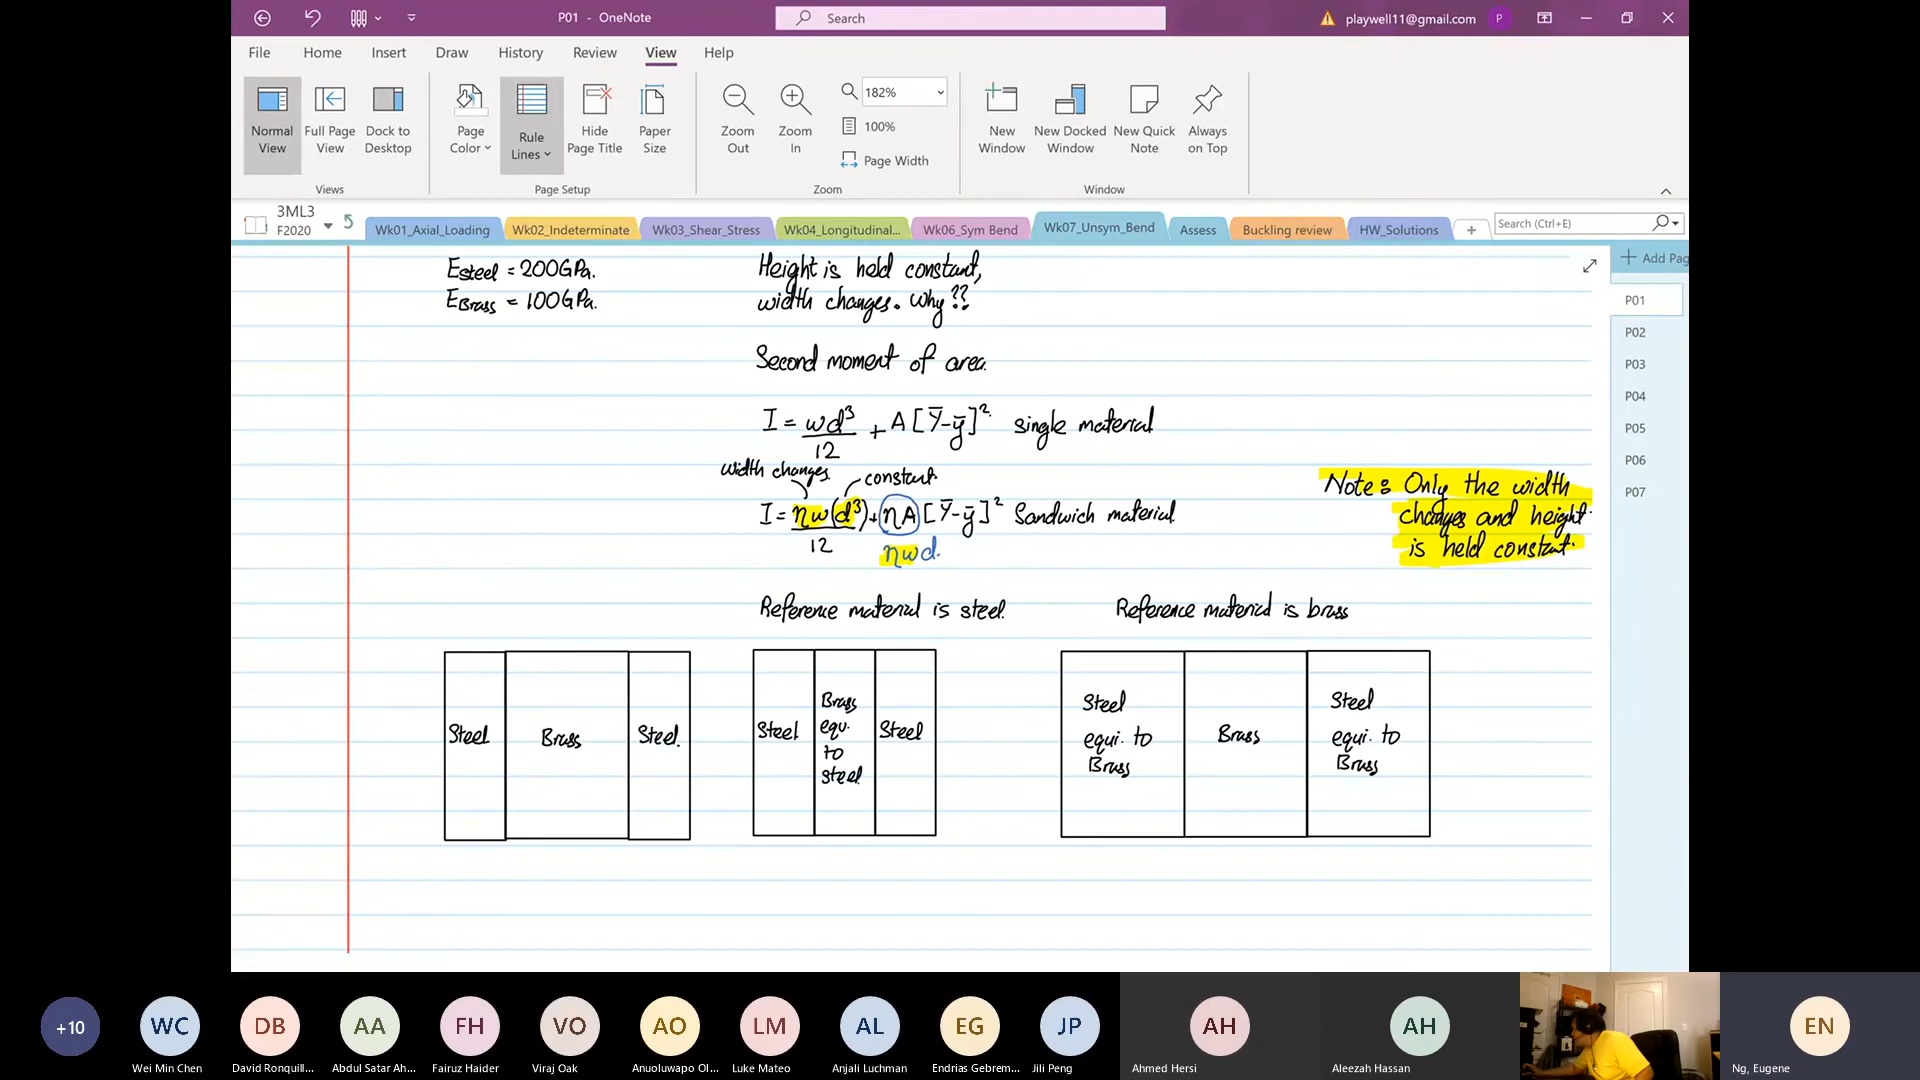 P01 - OneNote
Search
playwell11@gmail.com
P
File
Home
Insert
Draw
History
Review
View
Help
Normal View
Full Page View
Dock to Desktop
Page Color
Rule Lines
Hide Page Title
Paper Size
Zoom Out
Zoom In
182%
100%
Page Width
New Window
New Docked Window
New Quick Note
Always on Top
Views
Page Setup
Zoom
Window
3ML3
F2020
Wk01_Axial_Loading
Wk02_Indeterminate
Wk03_Shear_Stress
Wk04_Longitudinal...
Wk06_Sym Bend
Wk07_Unsym_Bend
Assess
Buckling review
HW_Solutions
+
Search (Ctrl+E)
Add Pag
P01
P02
P03
P04
P05
P06
P07
Esteel = 200GPa.
EBrass = 100GPa.
Height is held constant,
width changes. Why??
Second moment of area.
I = wd³/12 + A[Ȳ-ȳ]² single material
width changes
constant.
I = ηw(d³)/12 + ηA[Ȳ-ȳ]² Sandwich material
ηwd.
Note: Only the width
changes and height
is held constant.
Reference material is steel.
Reference material is brass
Steel
Brass
Steel.
Steel
Brass
equi.
to
steel
Steel
Steel
equi. to
Brass
Brass
Steel
equi. to
Brass
+10
WC
DB
AA
FH
VO
AO
LM
AL
EG
JP
AH
AH
EN
Wei Min Chen
David Ronquill...
Abdul Satar Ah...
Fairuz Haider
Viraj Oak
Anuoluwapo Ol...
Luke Mateo
Anjali Luchman
Endrias Gebrem...
Jili Peng
Ahmed Hersi
Aleezah Hassan
Ng, Eugene